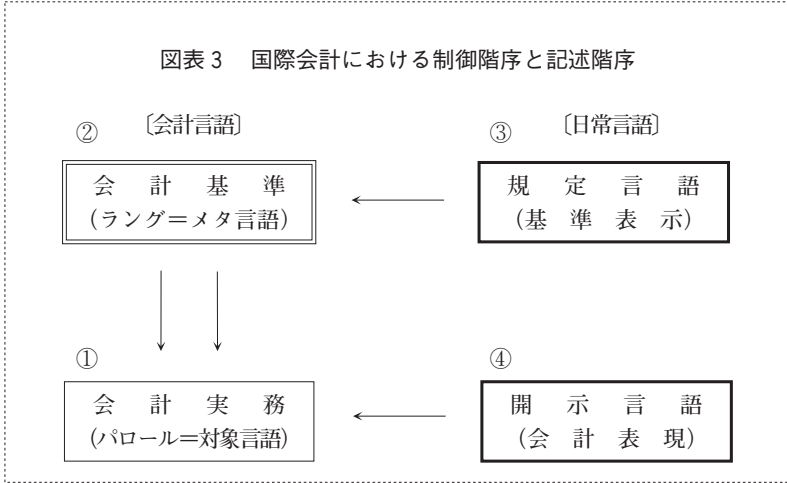 図表3　国際会計における制御階序と記述階序
②　〔会計言語〕　③　〔日常言語〕
会計基準
(ラング＝メタ言語)
規定言語
(基準表示)
①
会計実務
(パロール＝対象言語)
④
開示言語
(会計表現)